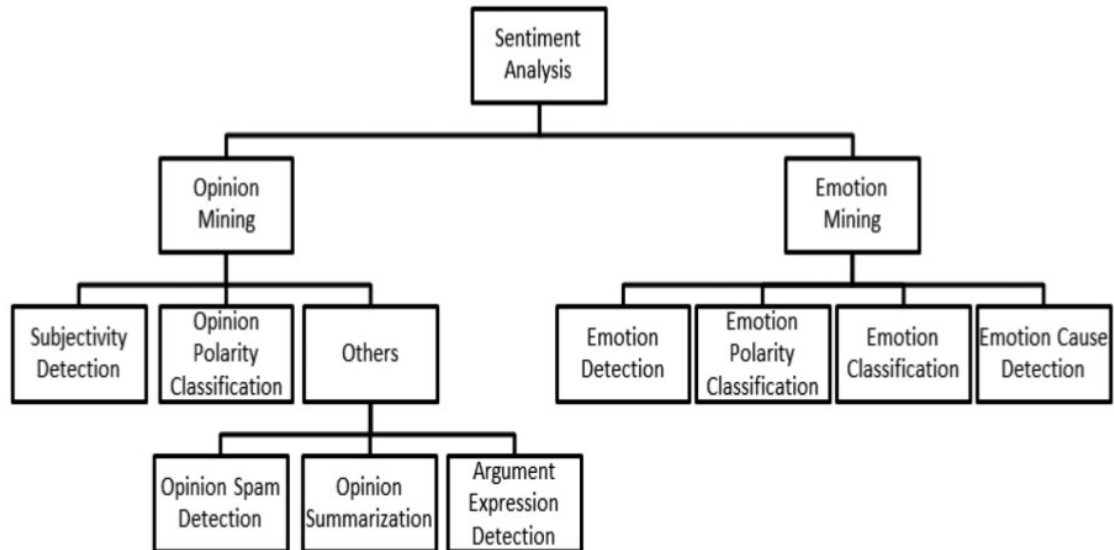 Sentiment
Analysis
Opinion
Mining
Emotion
Mining
Subjectivity
Detection
Opinion
Polarity
Classification
Others
Emotion
Detection
Emotion
Polarity
Classification
Emotion
Classification
Emotion Cause
Detection
Opinion Spam
Detection
Opinion
Summarization
Argument
Expression
Detection